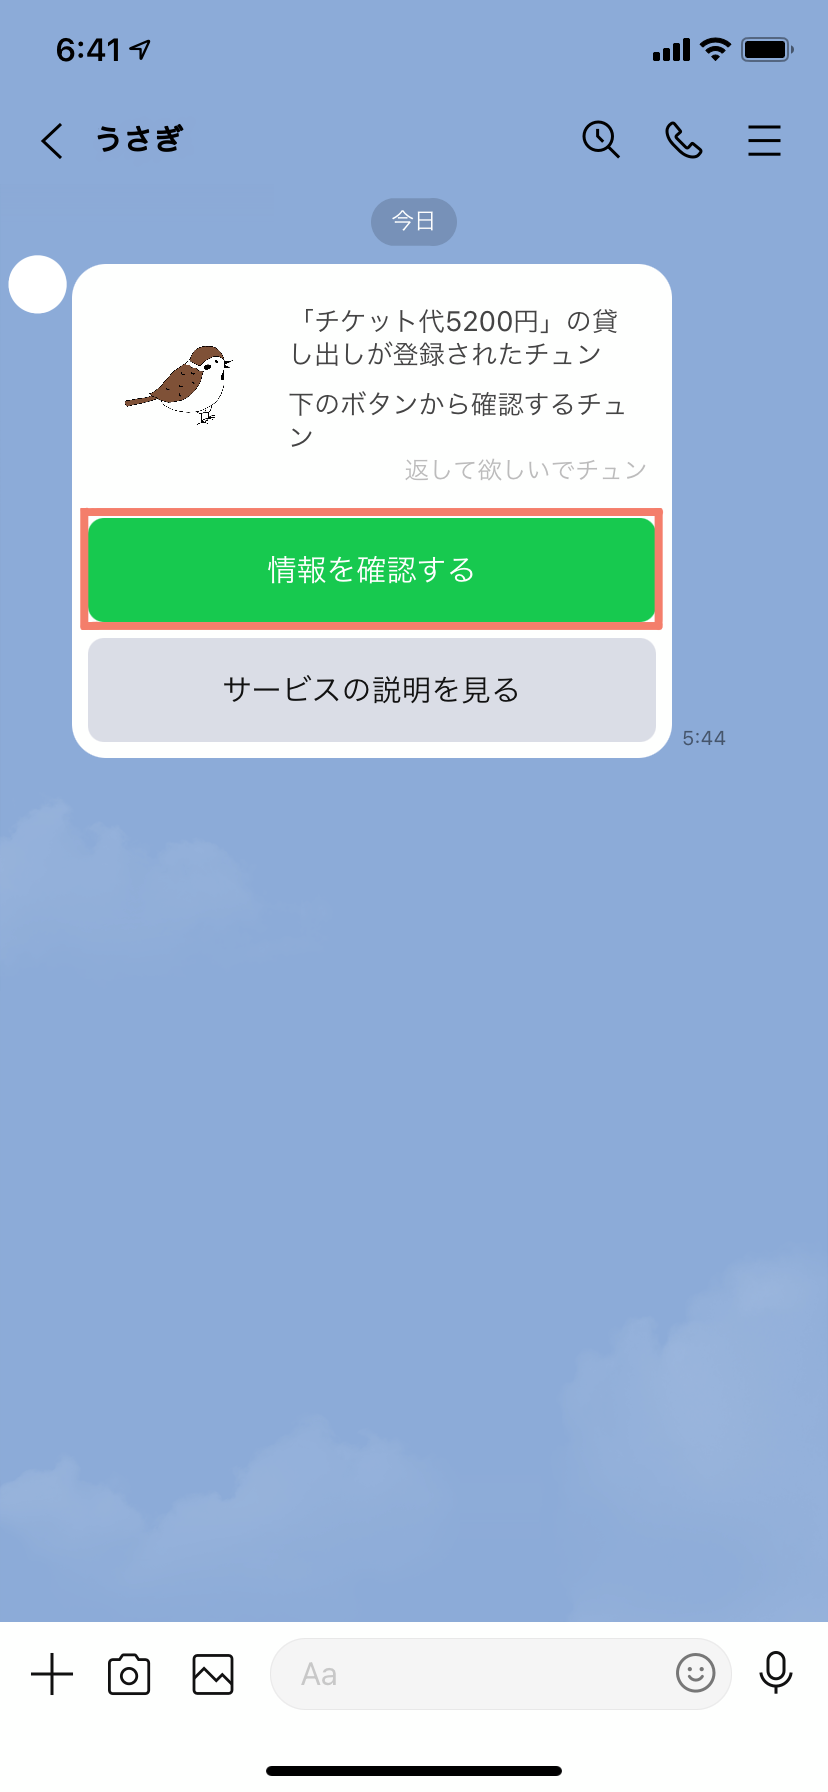 6:41
うさぎ
今日
「チケット代5200円」の貸
し出しが登録されたチュン
下のボタンから確認するチュ
ン
返して欲しいでチュン
情報を確認する
サービスの説明を見る
5:44
Aa